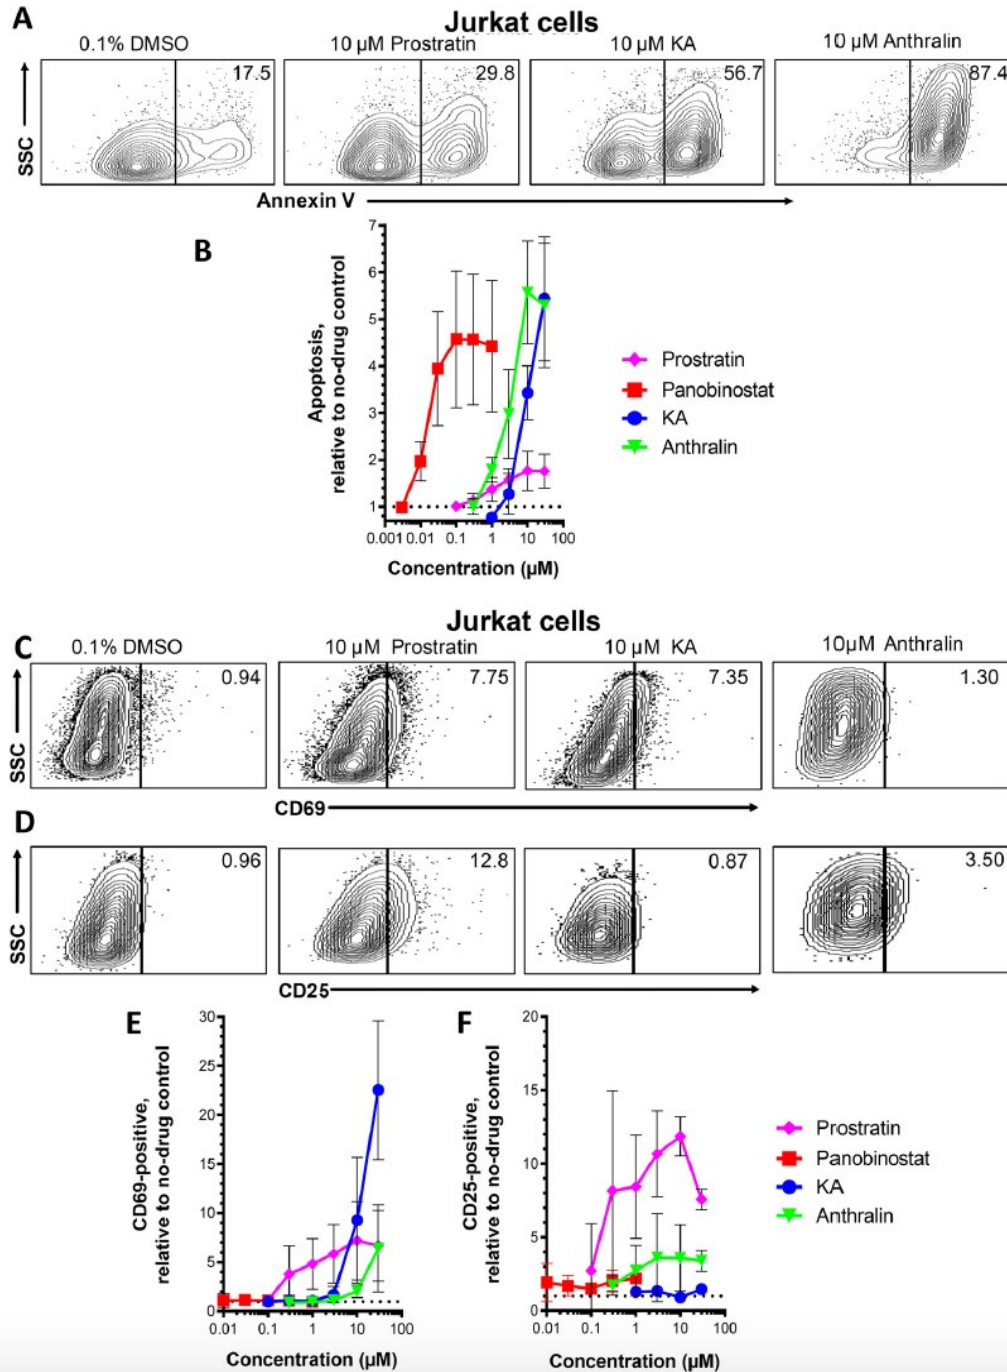 A
Jurkat cells
0.1% DMSO
10 µM Prostratin
10 µM KA
10 µM Anthralin
17.5
29.8
56.7
87.4
SSC
Annexin V
B
Apoptosis,
relative to no-drug control
7
6
5
4
3
2
1
0.001 0.01 0.1 1 10 100
Concentration (µM)
Prostratin
Panobinostat
KA
Anthralin
Jurkat cells
C
0.1% DMSO
10 µM Prostratin
10 µM KA
10µM Anthralin
0.94
7.75
7.35
1.30
SSC
CD69
D
0.96
12.8
0.87
3.50
SSC
CD25
E
CD69-positive,
relative to no-drug control
30
25
20
15
10
5
0
0.01 0.1 1 10 100
Concentration (µM)
F
CD25-positive,
relative to no-drug control
20
15
10
5
0
0.01 0.1 1 10 100
Concentration (µM)
Prostratin
Panobinostat
KA
Anthralin